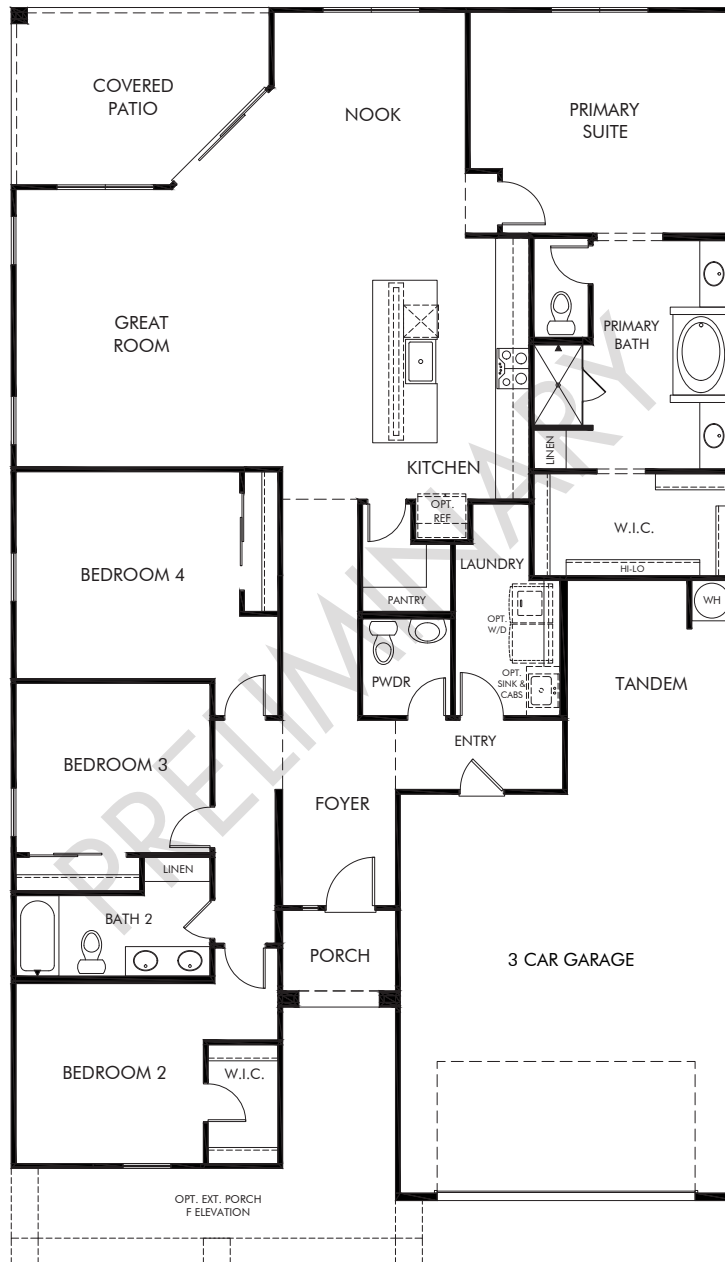 COVERED
PATIO
NOOK
PRIMARY
SUITE
GREAT
ROOM
PRIMARY
BATH
LINEN
KITCHEN
OPT.
REF
W.I.C.
HI-LO
LAUNDRY
BEDROOM 4
PANTRY
WH
OPT.
W/D
OPT.
SINK &
CABS
PWDR
TANDEM
ENTRY
BEDROOM 3
FOYER
LINEN
BATH 2
PORCH
3 CAR GARAGE
BEDROOM 2
W.I.C.
OPT. EXT. PORCH
F ELEVATION
PRELIMINARY